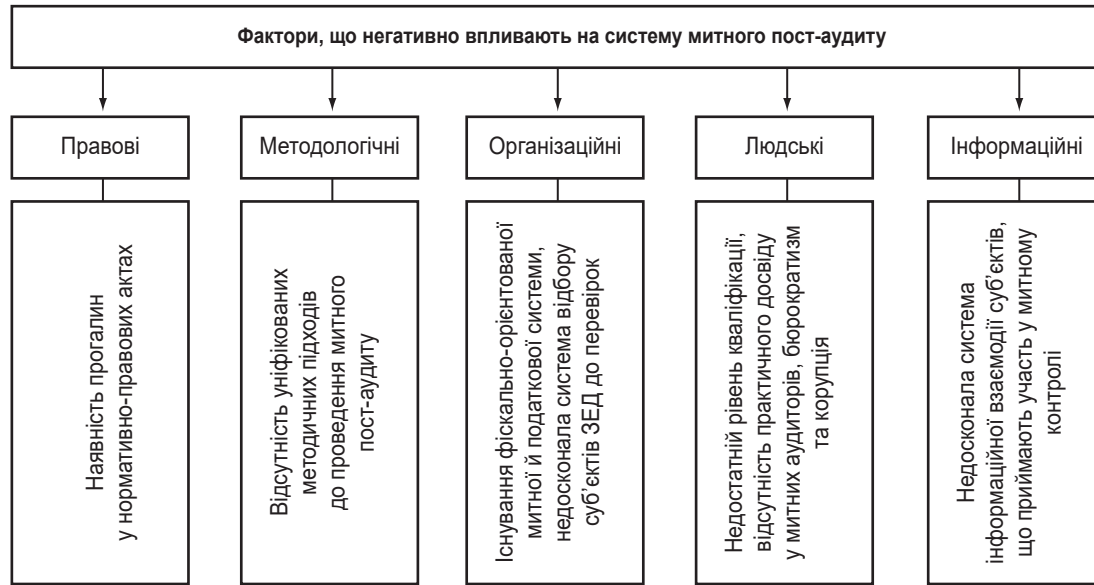 Фактори, що негативно впливають на систему митного пост-аудиту
Правові
Методологічні
Організаційні
Людські
Інформаційні
Наявність прогалин
у нормативно-правових актах
Відсутність уніфікованих
методичних підходів
до проведення митного
пост-аудиту
Існування фіскально-орієнтованої
митної й податкової системи,
недосконала система відбору
суб’єктів ЗЕД до перевірок
Недостатній рівень кваліфікації,
відсутність практичного досвіду
у митних аудиторів, бюрократизм
та корупція
Недосконала система
інформаційної взаємодії суб’єктів,
що приймають участь у митному
контролі